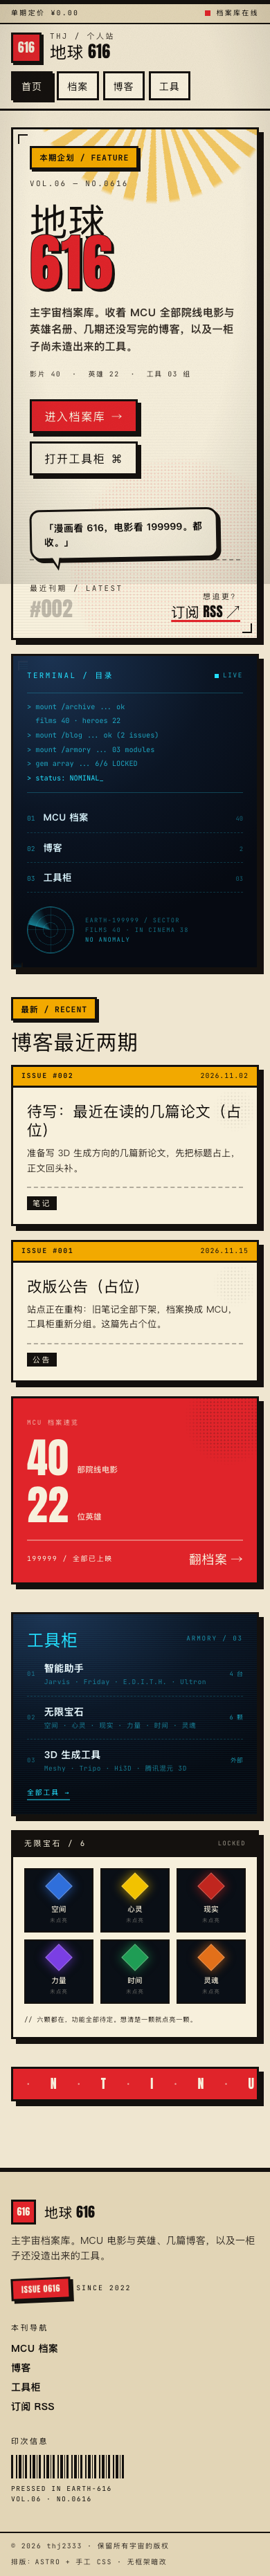 单期定价 ¥0.00
档案库在线
616
THJ / 个人站
地球 616
首页
档案
博客
工具
本期企划 / FEATURE
VOL.06 — NO.0616
地球
616
主宇宙档案库。收着 MCU 全部院线电影与
英雄名册、几期还没写完的博客，以及一柜
子尚未造出来的工具。
影片 40 · 英雄 22 · 工具 03 组
进入档案库 →
打开工具柜 ⌘
「漫画看 616，电影看 199999。都
收。」
最近刊期 / LATEST
#002
想追更？
订阅 RSS ↗
TERMINAL / 目录
LIVE
> mount /archive ... ok
films 40 · heroes 22
> mount /blog ... ok (2 issues)
> mount /armory ... 03 modules
> gem array ... 6/6 LOCKED
> status: NOMINAL_
01 MCU 档案 40
02 博客 2
03 工具柜 03
EARTH-199999 / SECTOR
FILMS 40 · IN CINEMA 38
NO ANOMALY
最新 / RECENT
博客最近两期
ISSUE #002
2026.11.02
待写：最近在读的几篇论文（占
位）
准备写 3D 生成方向的几篇新论文，先把标题占上，
正文回头补。
笔记
ISSUE #001
2026.11.15
改版公告（占位）
站点正在重构：旧笔记全部下架，档案换成 MCU，
工具柜重新分组。这篇先占个位。
公告
MCU 档案速览
40 部院线电影
22 位英雄
199999 / 全部已上映
翻档案 →
工具柜
ARMORY / 03
01 智能助手 4 台
Jarvis · Friday · E.D.I.T.H. · Ultron
02 无限宝石 6 颗
空间 · 心灵 · 现实 · 力量 · 时间 · 灵魂
03 3D 生成工具 外部
Meshy · Tripo · Hi3D · 腾讯混元 3D
全部工具 →
无限宝石 / 6
LOCKED
空间
未点亮
心灵
未点亮
现实
未点亮
力量
未点亮
时间
未点亮
灵魂
未点亮
// 六颗都在，功能全部待定。想清楚一颗就点亮一颗。
· N · T · I · N · U
616
地球 616
主宇宙档案库。MCU 电影与英雄、几篇博客，以及一柜
子还没造出来的工具。
ISSUE 0616
SINCE 2022
本刊导航
MCU 档案
博客
工具柜
订阅 RSS
印次信息
PRESSED IN EARTH-616
VOL.06 · NO.0616
© 2026 thj2333 · 保留所有宇宙的版权
排版：ASTRO + 手工 CSS · 无框架暗改